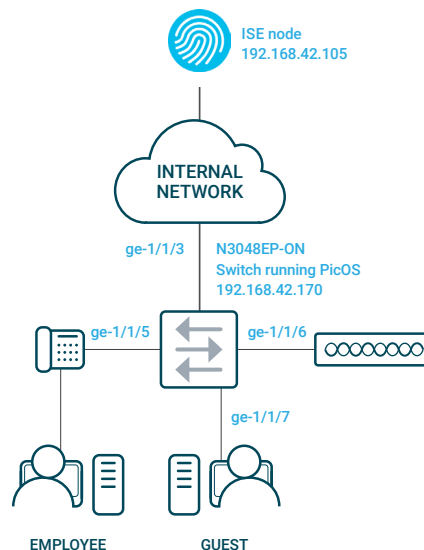 ISE node
192.168.42.105
INTERNAL
NETWORK
ge-1/1/3
N3048EP-ON
Switch running PicOS
192.168.42.170
ge-1/1/5
ge-1/1/6
ge-1/1/7
EMPLOYEE
GUEST